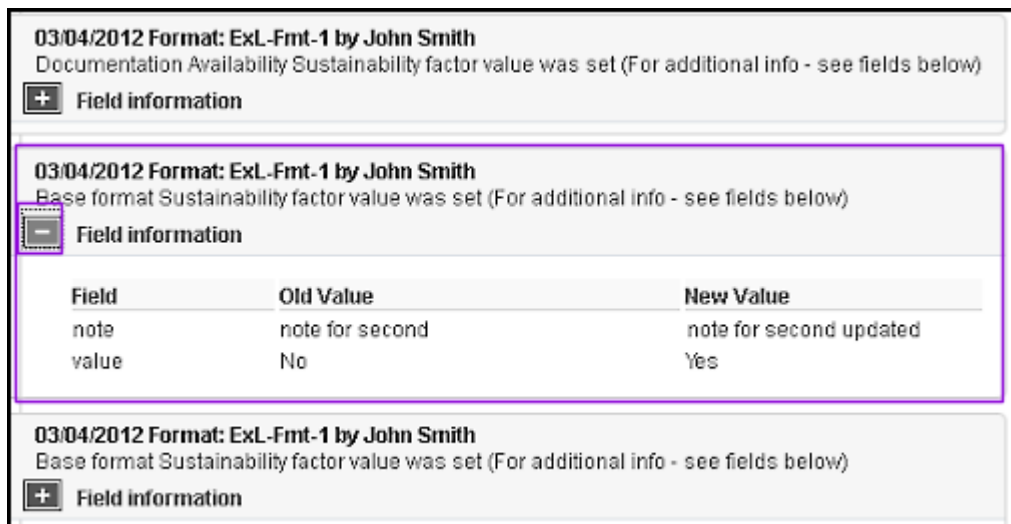 03/04/2012 Format: ExL-Fmt-1 by John Smith
Documentation Availability Sustainability factor value was set (For additional info - see fields below)
+ Field information
03/04/2012 Format: ExL-Fmt-1 by John Smith
Base format Sustainability factor value was set (For additional info - see fields below)
− Field information
Field Old Value New Value
note note for second note for second updated
value No Yes
03/04/2012 Format: ExL-Fmt-1 by John Smith
Base format Sustainability factor value was set (For additional info - see fields below)
+ Field information